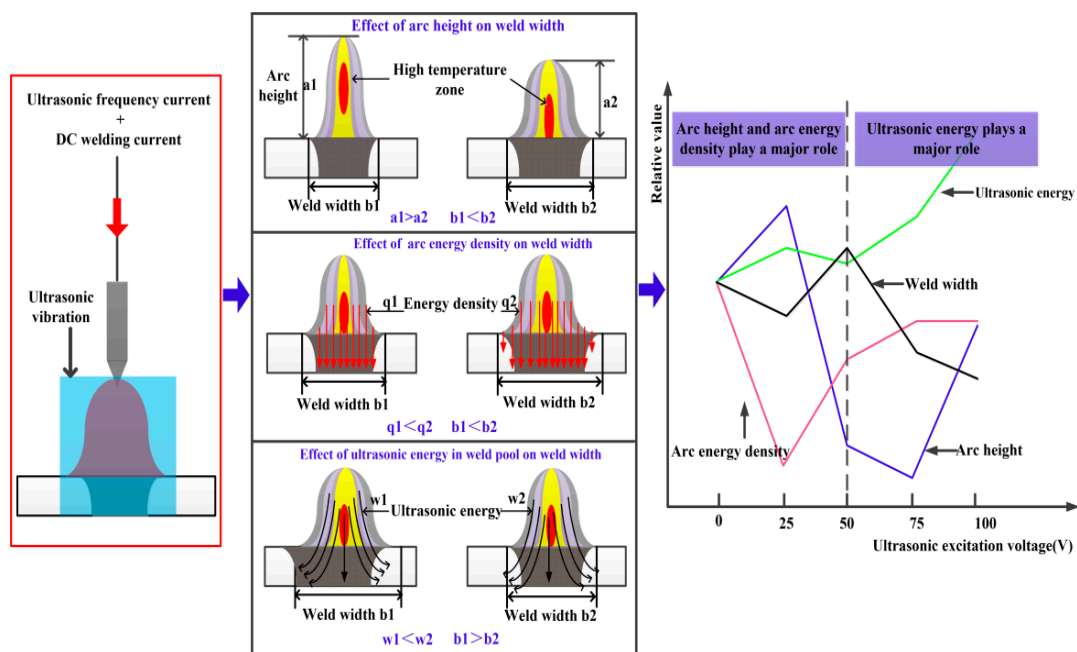 Ultrasonic frequency current
+
DC welding current
Ultrasonic
vibration
Effect of arc height on weld width
Arc
height
a1
High temperature
zone
a2
Weld width b1
Weld width b2
a1>a2 b1<b2
Effect of arc energy density on weld width
q1
Energy density
q2
Weld width b1
Weld width b2
q1<q2 b1<b2
Effect of ultrasonic energy in weld pool on weld width
w1
Ultrasonic energy
w2
Weld width b1
Weld width b2
w1<w2 b1>b2
Relative value
Arc height and arc energy
density play a major role
Ultrasonic energy plays a
major role
Ultrasonic energy
Weld width
Arc energy density
Arc height
0 25 50 75 100
Ultrasonic excitation voltage(V)